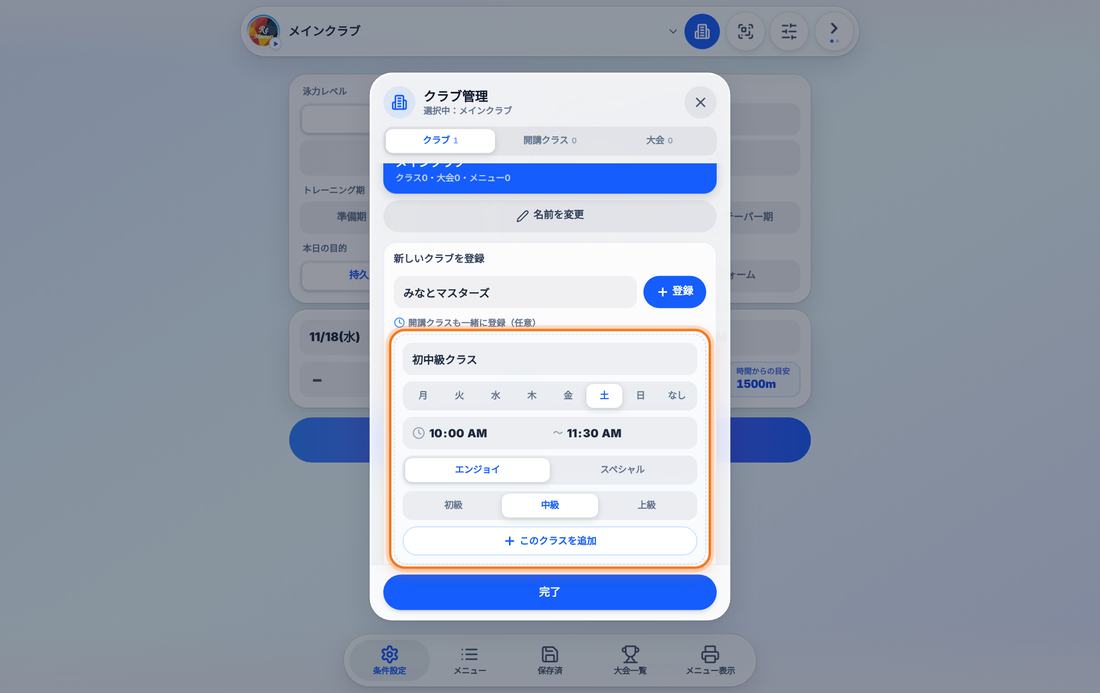 メインクラブ
泳力レベル
トレーニング期
準備期
テーパー期
本日の目的
持久
ォーム
11/18(水)
–
時間からの目安
1500m
クラブ管理
選択中：メインクラブ
クラブ 1
開講クラス 0
大会 0
メインクラブ
クラス0・大会0・メニュー0
名前を変更
新しいクラブを登録
みなとマスターズ
+ 登録
開講クラスも一緒に登録（任意）
初中級クラス
月 火 水 木 金 土 日 なし
10:00 AM ～ 11:30 AM
エンジョイ スペシャル
初級 中級 上級
+ このクラスを追加
完了
条件設定 メニュー 保存済 大会一覧 メニュー表示